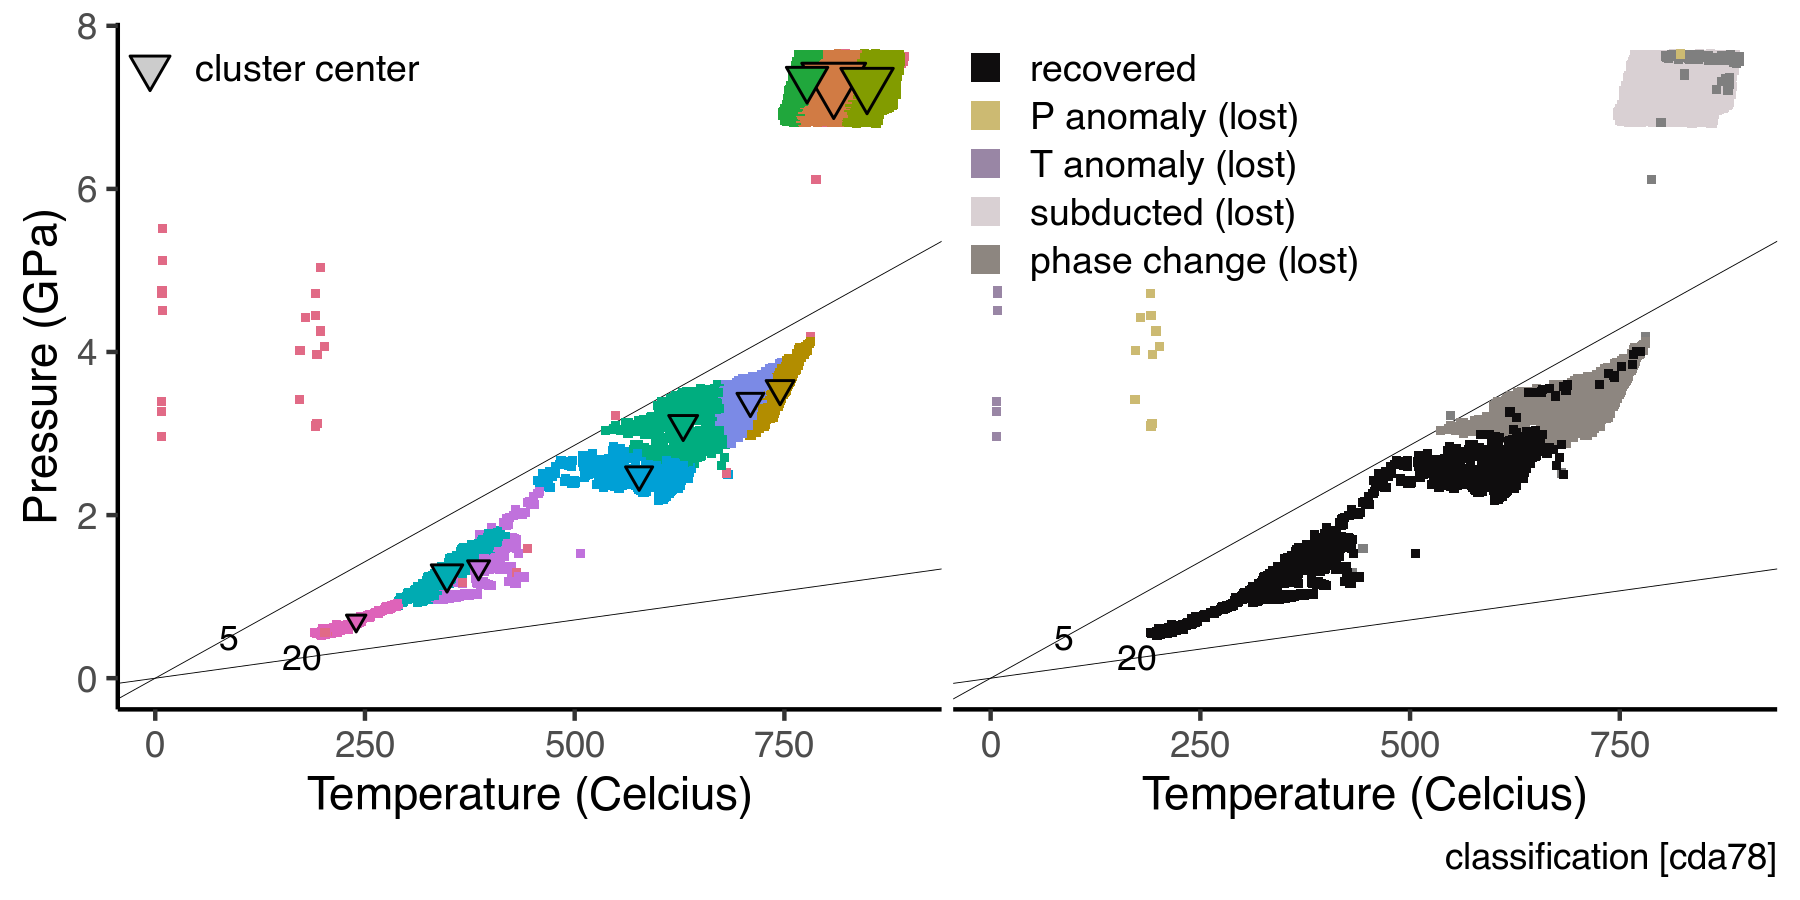 8
6
4
2
0
Pressure (GPa)
cluster center
5
20
0
250
500
750
Temperature (Celcius)
recovered
P anomaly (lost)
T anomaly (lost)
subducted (lost)
phase change (lost)
5
20
0
250
500
750
Temperature (Celcius)
classification [cda78]